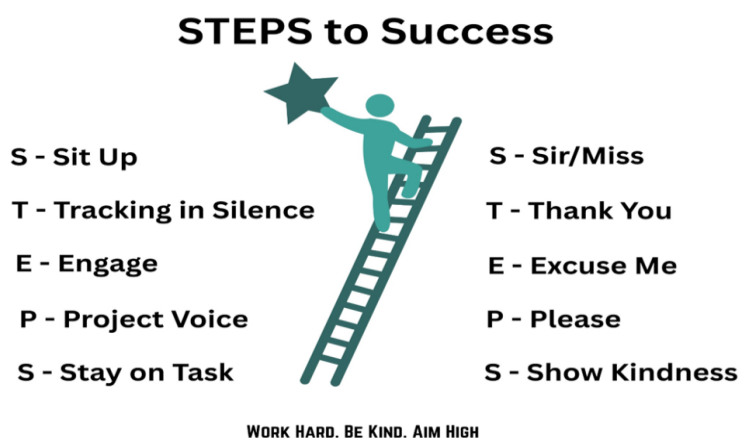 STEPS to Success
S - Sit Up
T - Tracking in Silence
E - Engage
P - Project Voice
S - Stay on Task
S - Sir/Miss
T - Thank You
E - Excuse Me
P - Please
S - Show Kindness
Work Hard. Be Kind. Aim High